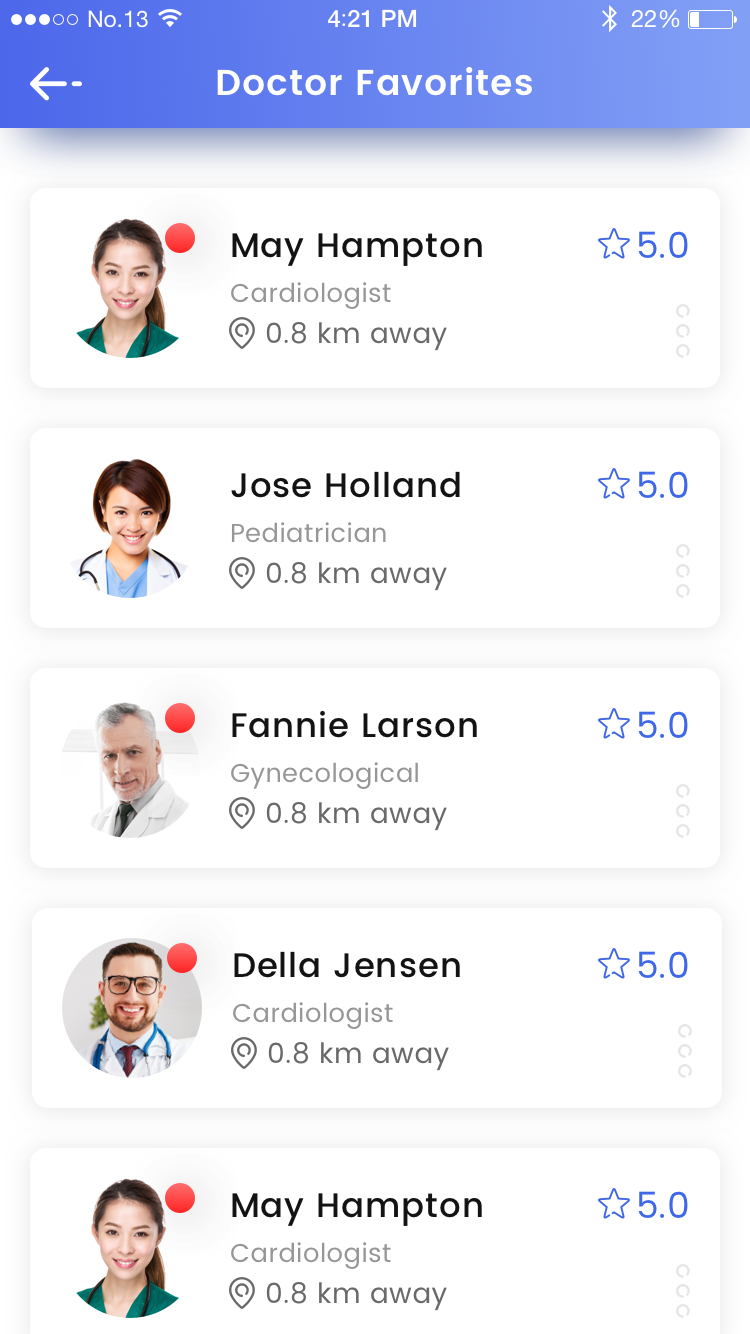 No.13 4:21 PM 22%
Doctor Favorites
May Hampton 5.0
Cardiologist
0.8 km away
Jose Holland 5.0
Pediatrician
0.8 km away
Fannie Larson 5.0
Gynecological
0.8 km away
Della Jensen 5.0
Cardiologist
0.8 km away
May Hampton 5.0
Cardiologist
0.8 km away